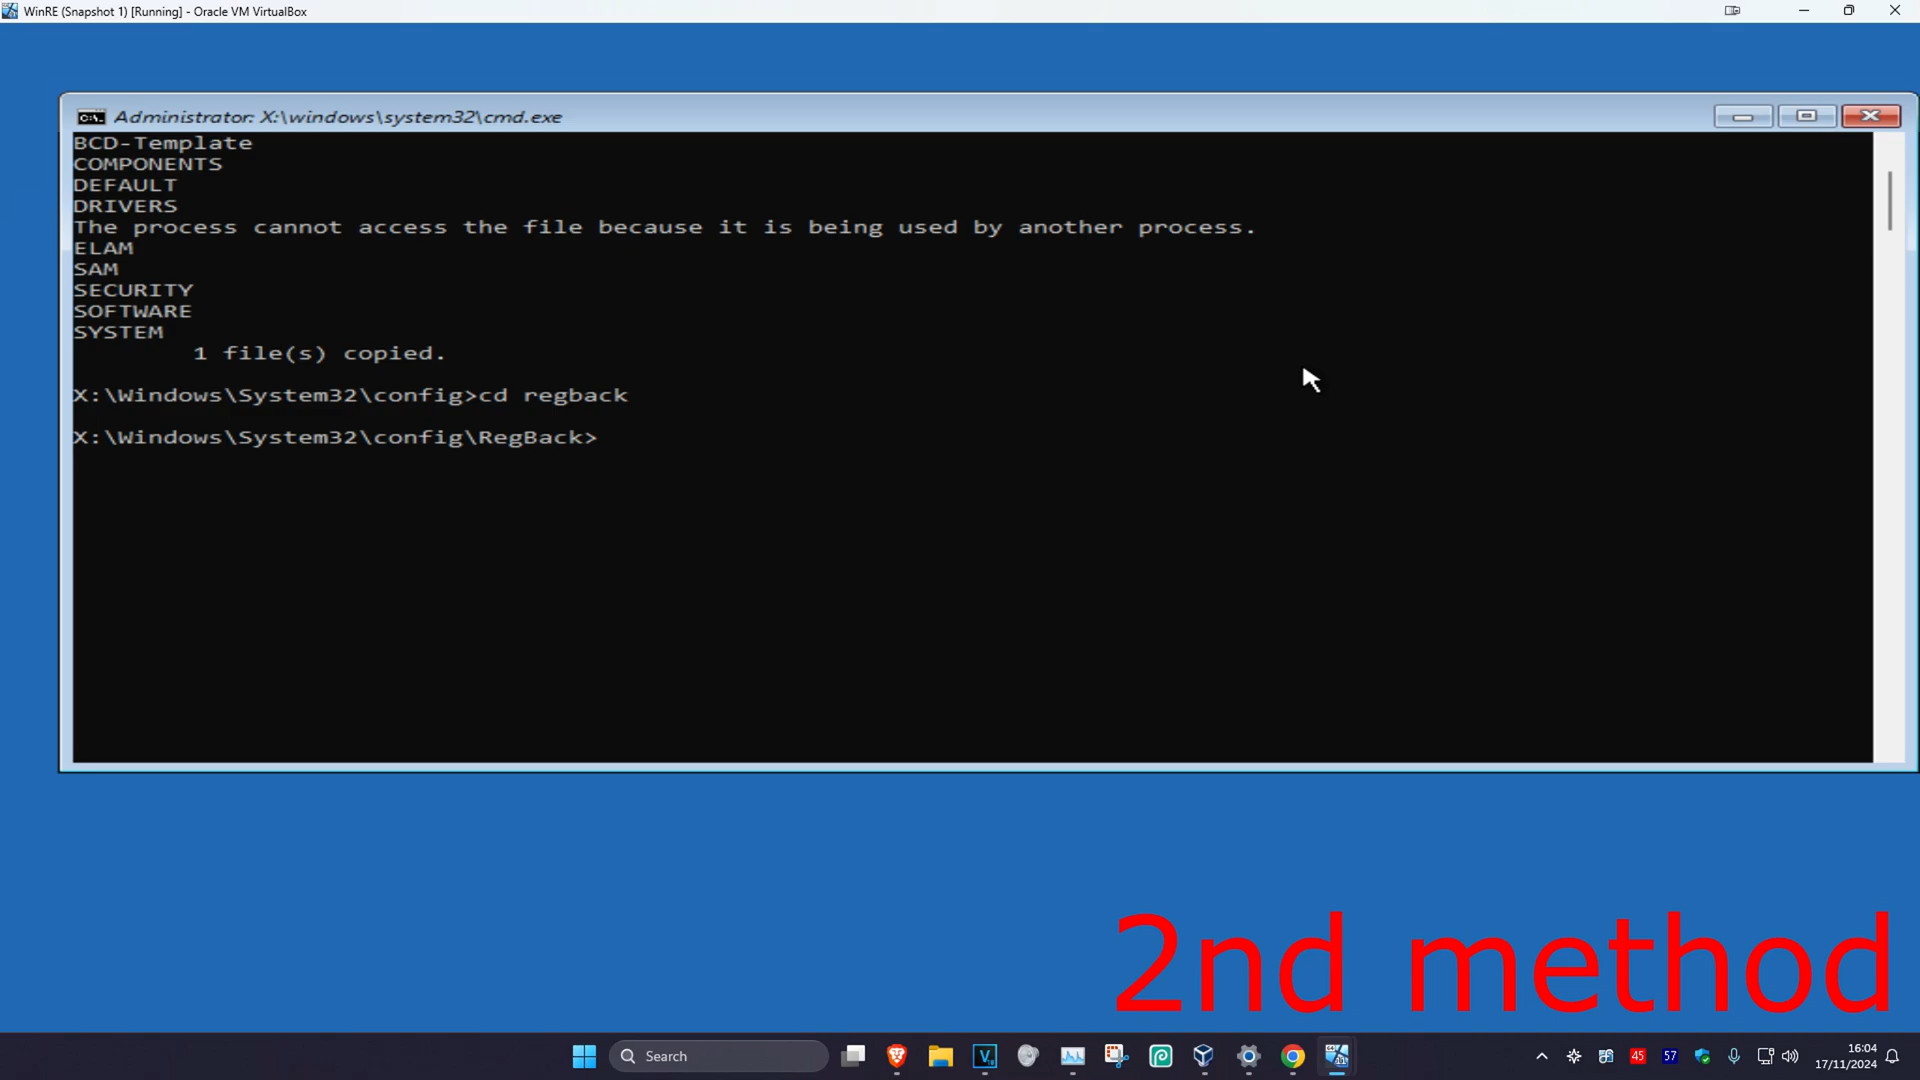 WinRE (Snapshot 1) [Running] - Oracle VM VirtualBox
Administrator: X:\windows\system32\cmd.exe
BCD-Template
COMPONENTS
DEFAULT
DRIVERS
The process cannot access the file because it is being used by another process.
ELAM
SAM
SECURITY
SOFTWARE
SYSTEM
1 file(s) copied.
X:\Windows\System32\config>cd regback
X:\Windows\System32\config\RegBack>
2nd method
Search
45
57
16:04
17/11/2024